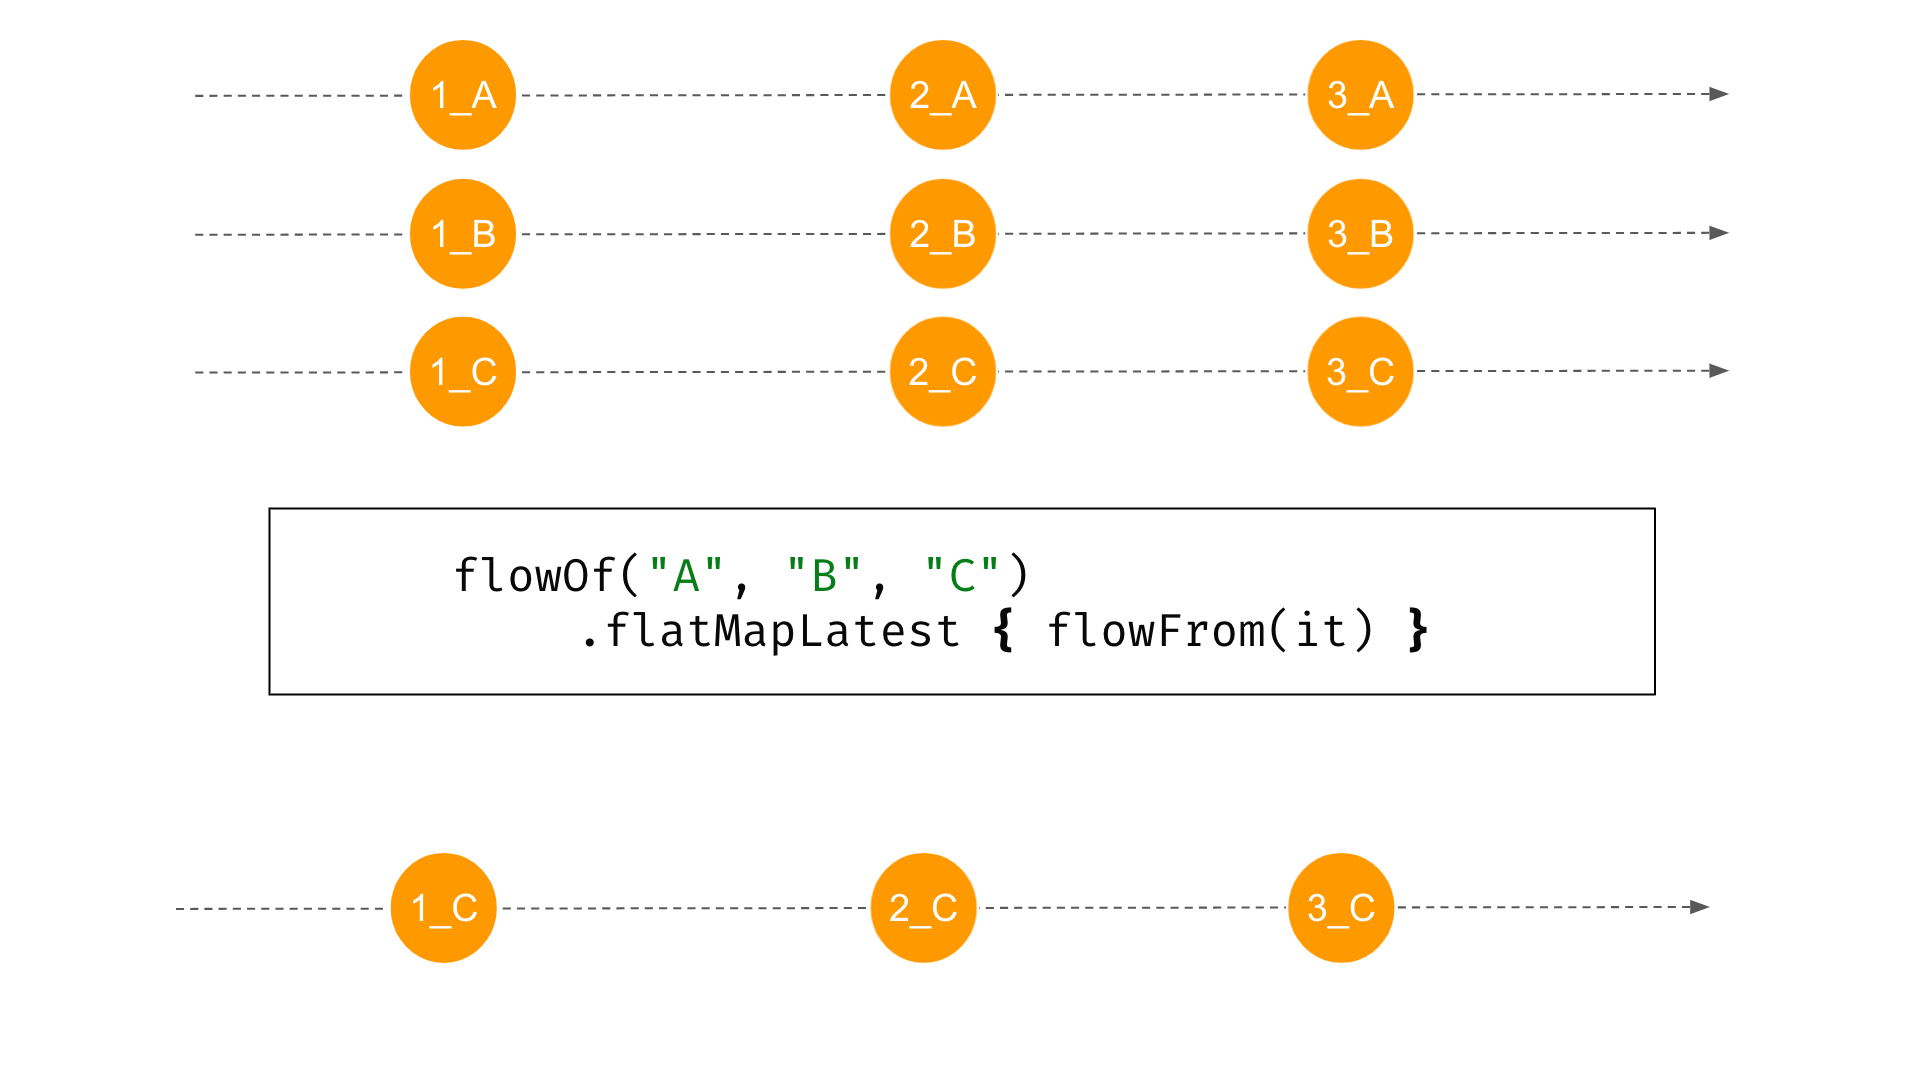 1_A 2_A 3_A
1_B 2_B 3_B
1_C 2_C 3_C
flowOf("A", "B", "C")
.flatMapLatest { flowFrom(it) }
1_C 2_C 3_C